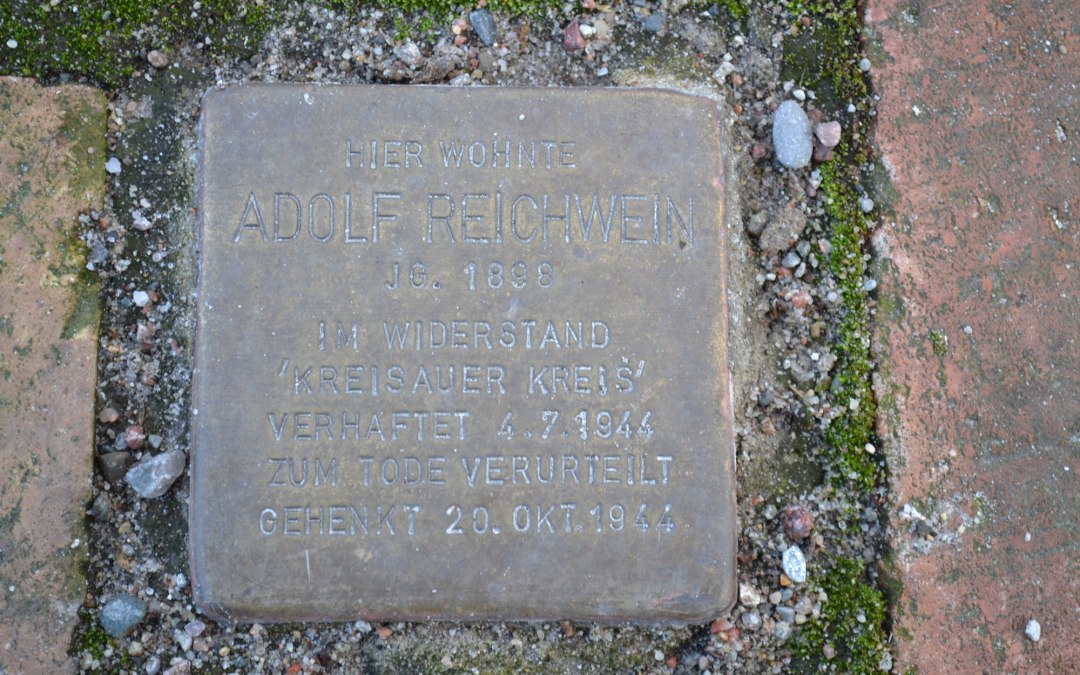 HIER WOHNTE
ADOLF REICHWEIN
JG. 1898
IM WIDERSTAND
'KREISAUER KREIS'
VERHAFTET 4.7.1944
ZUM TODE VERURTEILT
GEHENKT 20. OKT. 1944